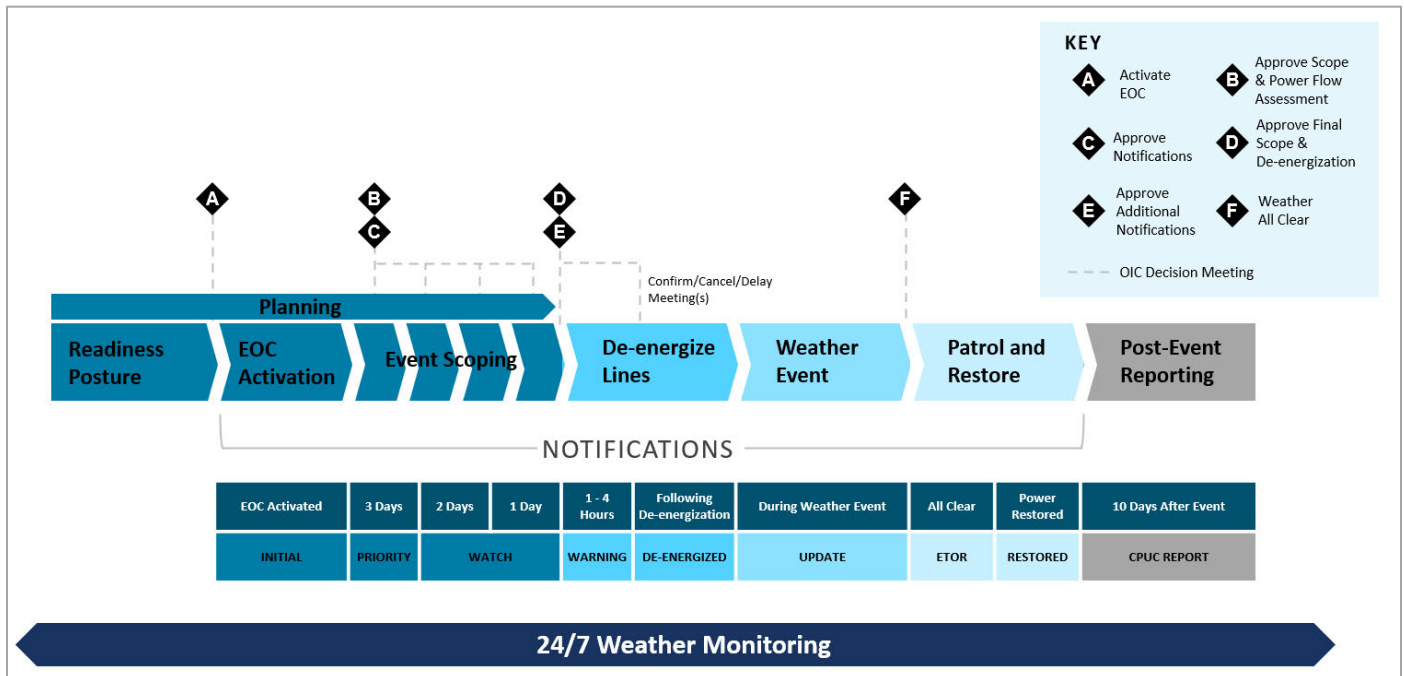 KEY
A
Activate
EOC
B
Approve Scope
& Power Flow
Assessment
C
Approve
Notifications
D
Approve Final
Scope &
De-energization
E
Approve
Additional
Notifications
F
Weather
All Clear
OIC Decision Meeting
A
B
C
D
E
F
Confirm/Cancel/Delay
Meeting(s)
Planning
Readiness
Posture
EOC
Activation
Event Scoping
De-energize
Lines
Weather
Event
Patrol and
Restore
Post-Event
Reporting
NOTIFICATIONS
EOC Activated
3 Days
2 Days
1 Day
1 - 4
Hours
Following
De-energization
During Weather Event
All Clear
Power
Restored
10 Days After Event
INITIAL
PRIORITY
WATCH
WARNING
DE-ENERGIZED
UPDATE
ETOR
RESTORED
CPUC REPORT
24/7 Weather Monitoring